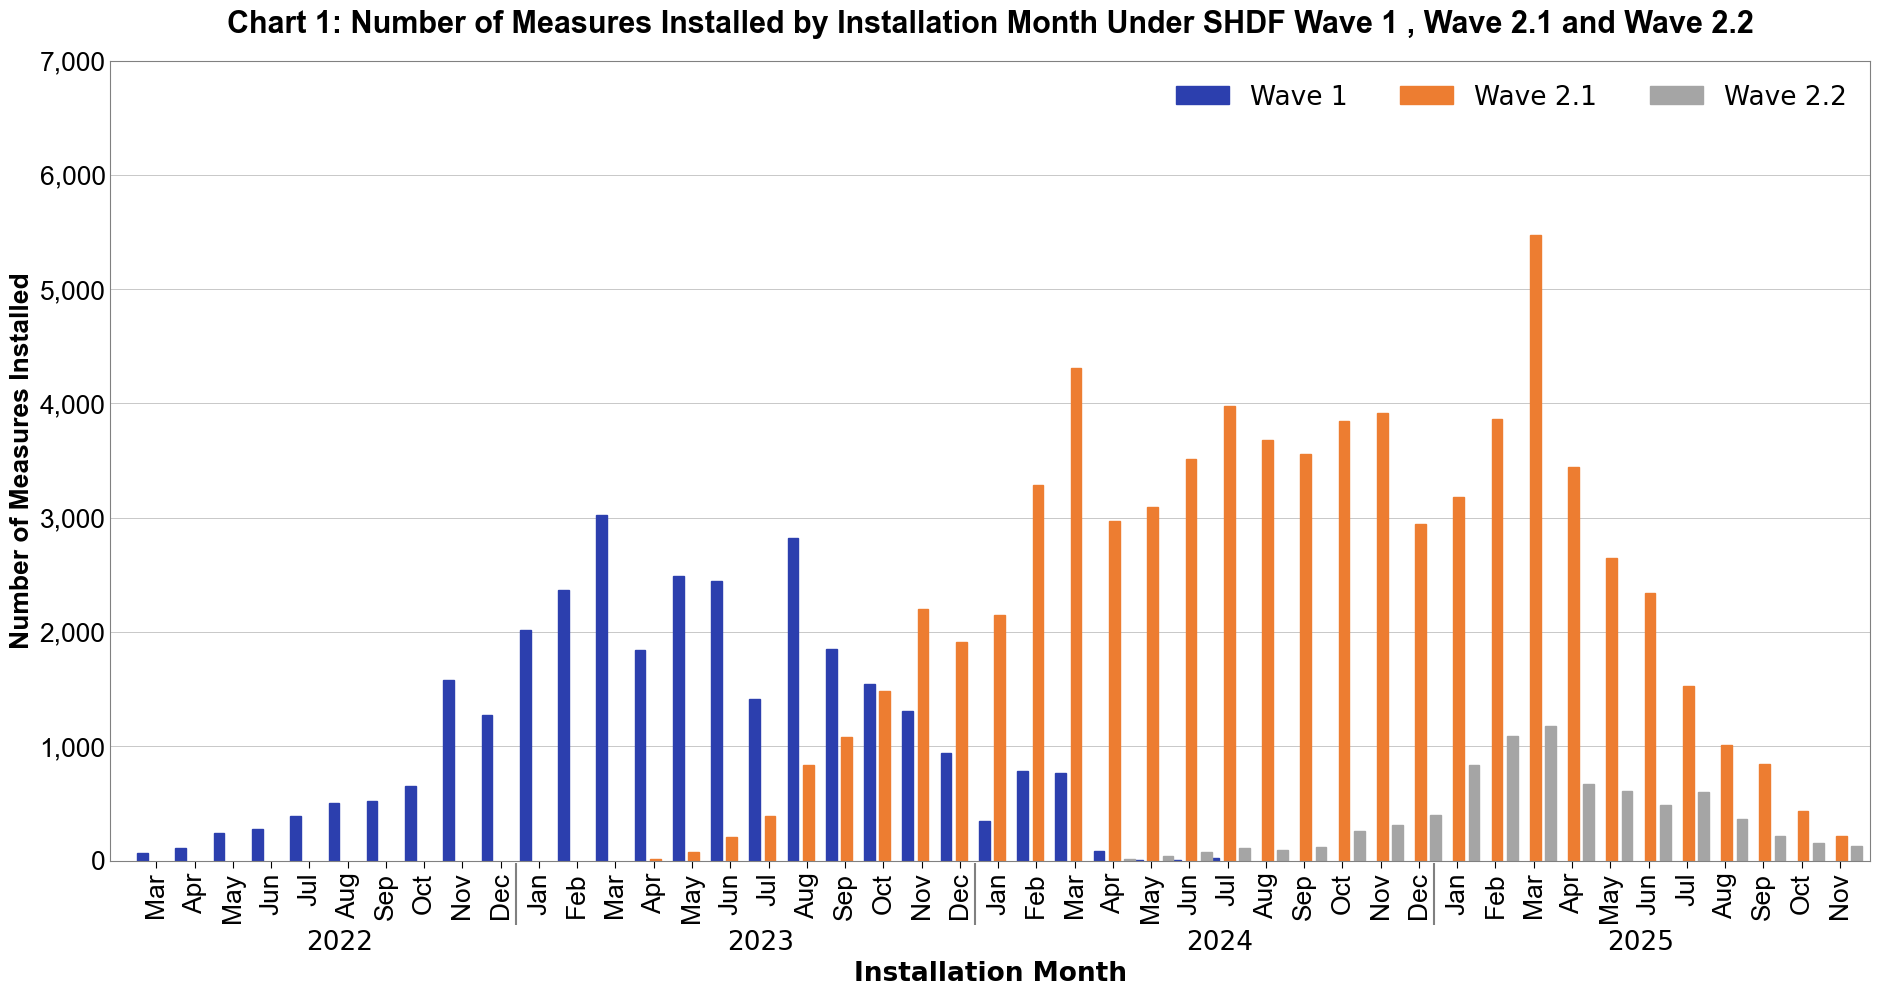 Chart 1: Number of Measures Installed by Installation Month Under SHDF Wave 1 , Wave 2.1 and Wave 2.2
Wave 1 Wave 2.1 Wave 2.2
Number of Measures Installed
7,000
6,000
5,000
4,000
3,000
2,000
1,000
0
Mar Apr May Jun Jul Aug Sep Oct Nov Dec Jan Feb Mar Apr May Jun Jul Aug Sep Oct Nov Dec Jan Feb Mar Apr May Jun Jul Aug Sep Oct Nov Dec Jan Feb Mar Apr May Jun Jul Aug Sep Oct Nov
2022 2023 2024 2025
Installation Month